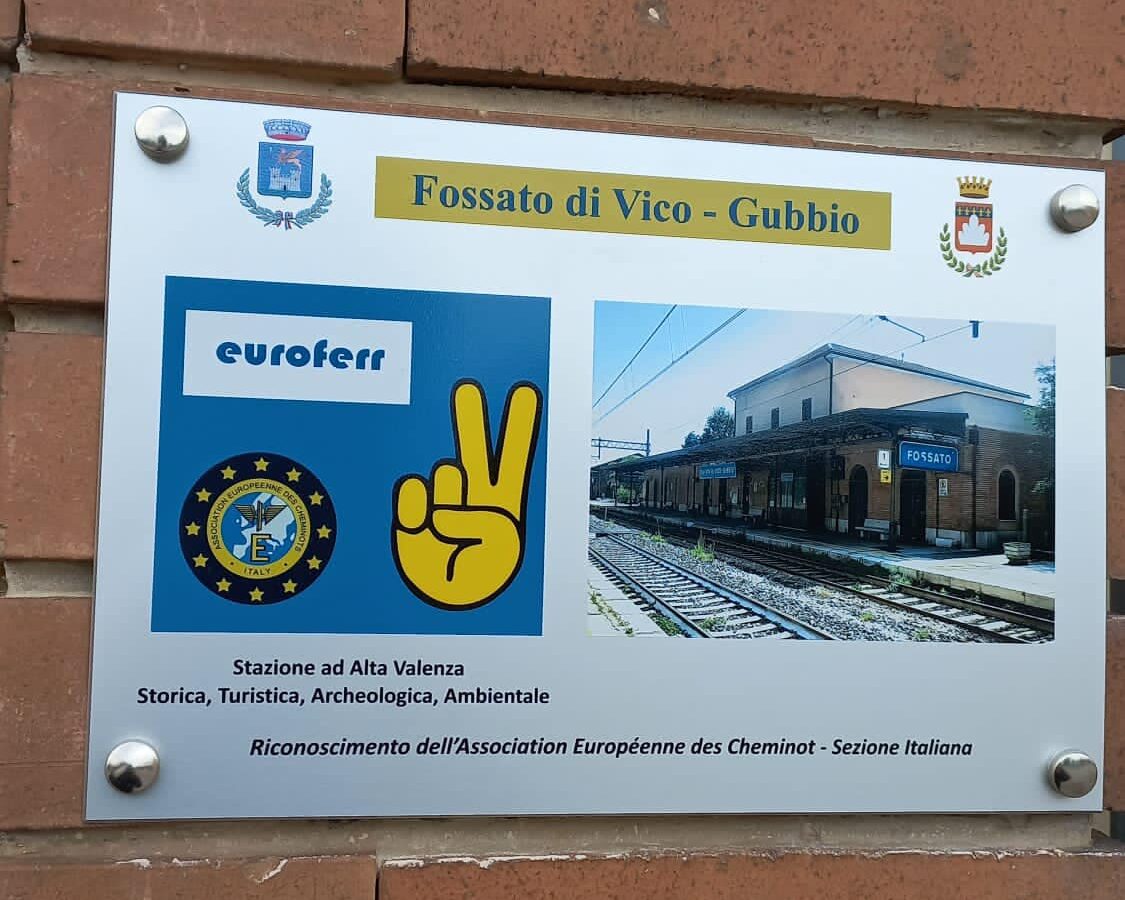 Fossato di Vico - Gubbio
euroferr
ASSOCIATION EUROPEENNE DES CHEMINOTS
E
• ITALY •
FOSSATO
Stazione ad Alta Valenza
Storica, Turistica, Archeologica, Ambientale
Riconoscimento dell'Association Européenne des Cheminot - Sezione Italiana